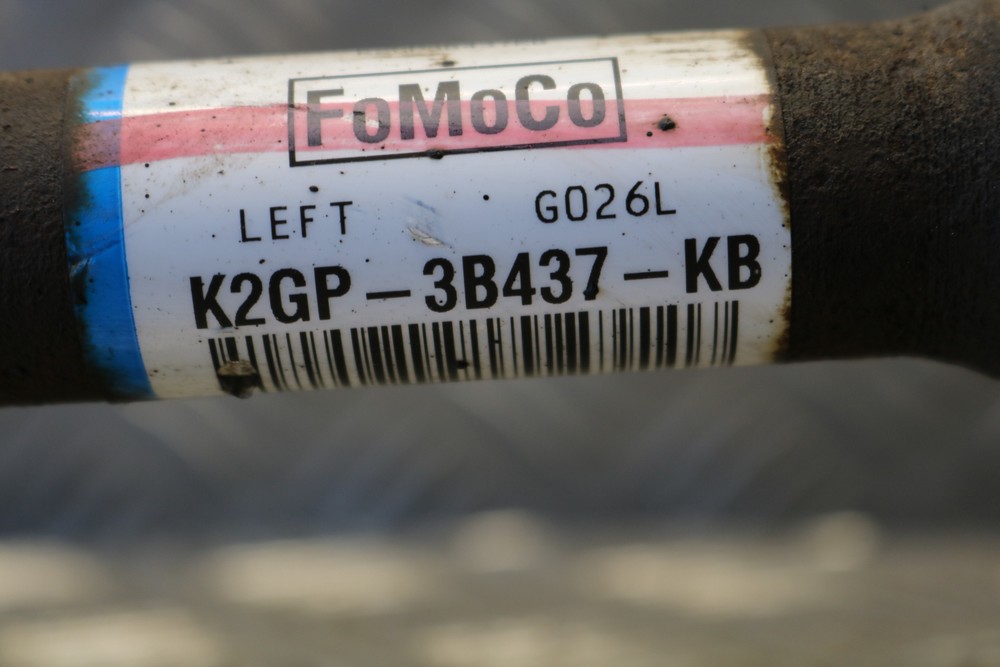 FoMoCo
LEFT G026L
K2GP-3B437-KB